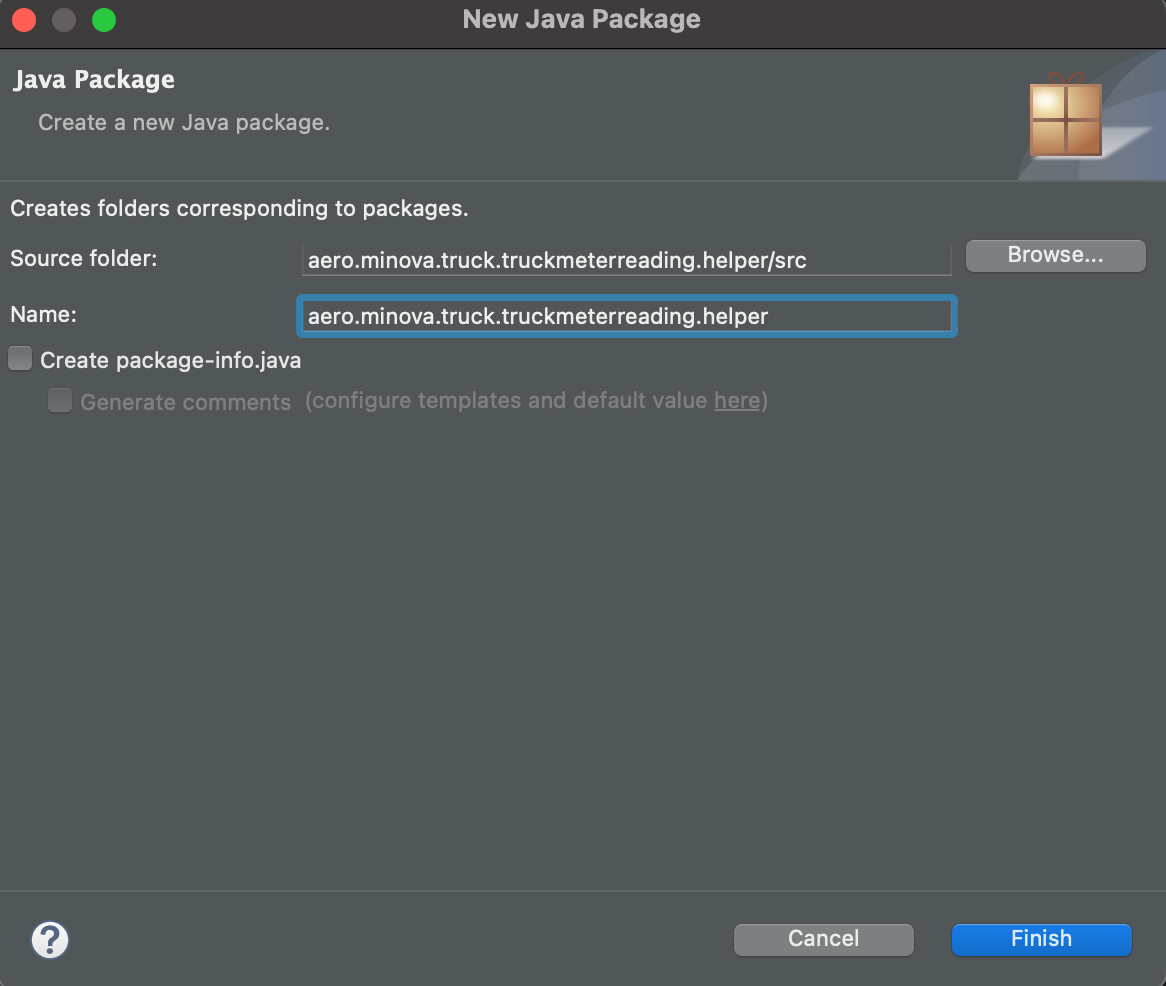 New Java Package
Java Package
Create a new Java package.
Creates folders corresponding to packages.
Source folder: aero.minova.truck.truckmeterreading.helper/src Browse...
Name: aero.minova.truck.truckmeterreading.helper
Create package-info.java
Generate comments (configure templates and default value here)
? Cancel Finish